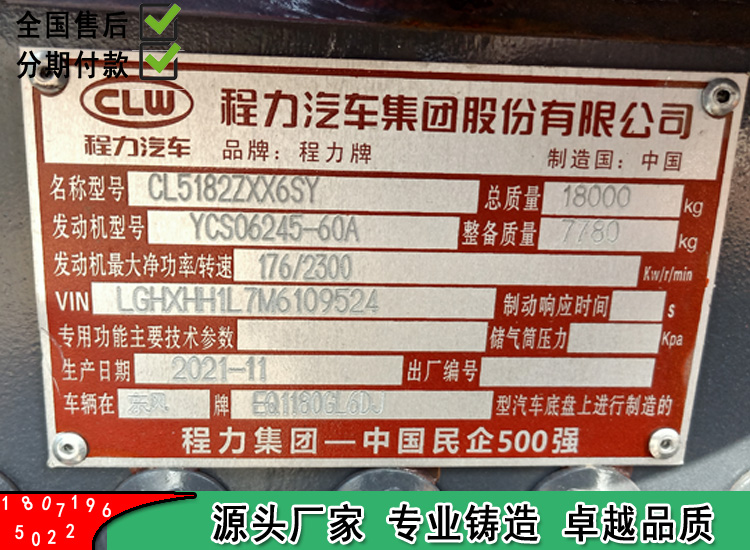 全国售后
分期付款
CLW
程力汽车
程力汽车集团股份有限公司
品牌：程力牌 制造国：中国
名称型号 CL5182ZXX6SY 总质量 18000 kg
发动机型号 YCS06245-60A 整备质量 7780 kg
发动机最大净功率/转速 176/2300 Kw/r/min
VIN LGHXHH1L7M6109524 制动响应时间 s
专用功能主要技术参数 储气筒压力 Kpa
生产日期 2021-11 出厂编号
车辆在 东风 牌 EQ1180GL6DJ 型汽车底盘上进行制造的
程力集团—中国民企500强
1807196
5022
源头厂家 专业铸造 卓越品质